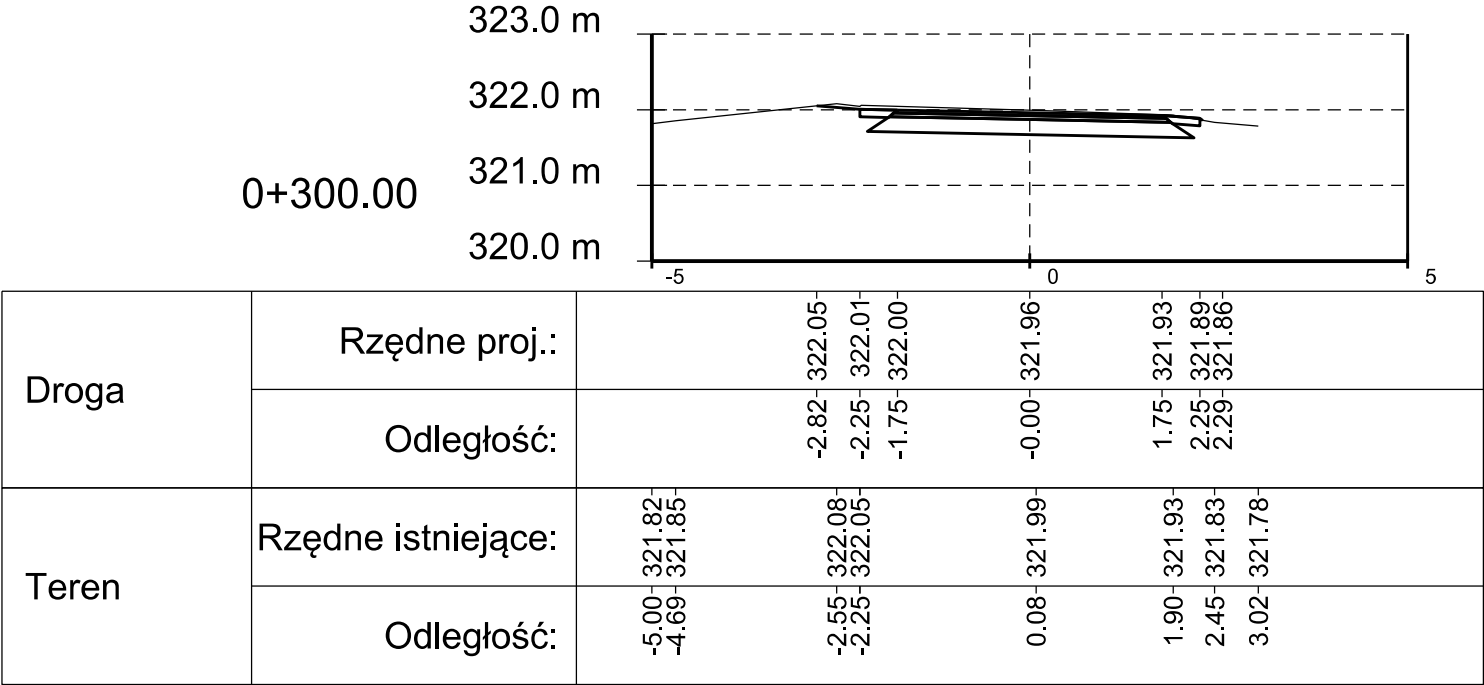 323.0 m
322.0 m
321.0 m
320.0 m
0+300.00
-5 0 5
Droga
Rzędne proj.: 322.05 322.01 322.00 321.96 321.93 321.89 321.86
Odległość: -2.82 -2.25 -1.75 -0.00 1.75 2.25 2.29
Teren
Rzędne istniejące: 321.82 321.85 322.08 322.05 321.99 321.93 321.83 321.78
Odległość: -5.00 -4.69 -2.55 -2.25 0.08 1.90 2.45 3.02